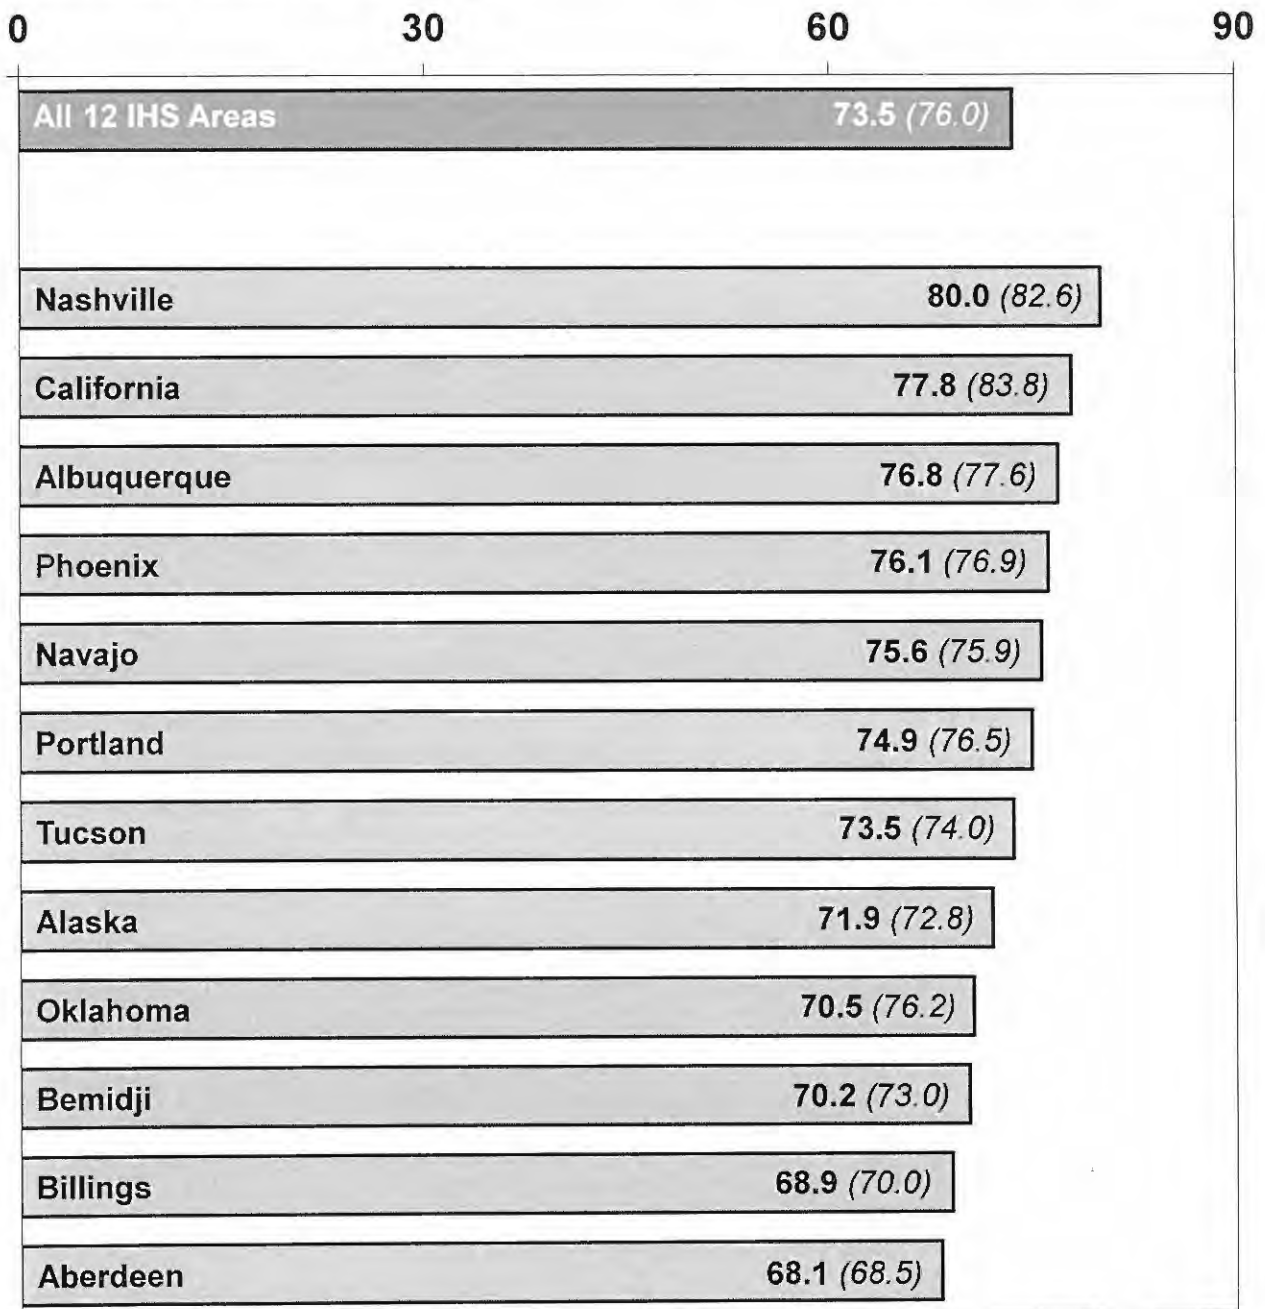 0 30 60 90
All 12 IHS Areas 73.5 (76.0)
Nashville 80.0 (82.6)
California 77.8 (83.8)
Albuquerque 76.8 (77.6)
Phoenix 76.1 (76.9)
Navajo 75.6 (75.9)
Portland 74.9 (76.5)
Tucson 73.5 (74.0)
Alaska 71.9 (72.8)
Oklahoma 70.5 (76.2)
Bemidji 70.2 (73.0)
Billings 68.9 (70.0)
Aberdeen 68.1 (68.5)